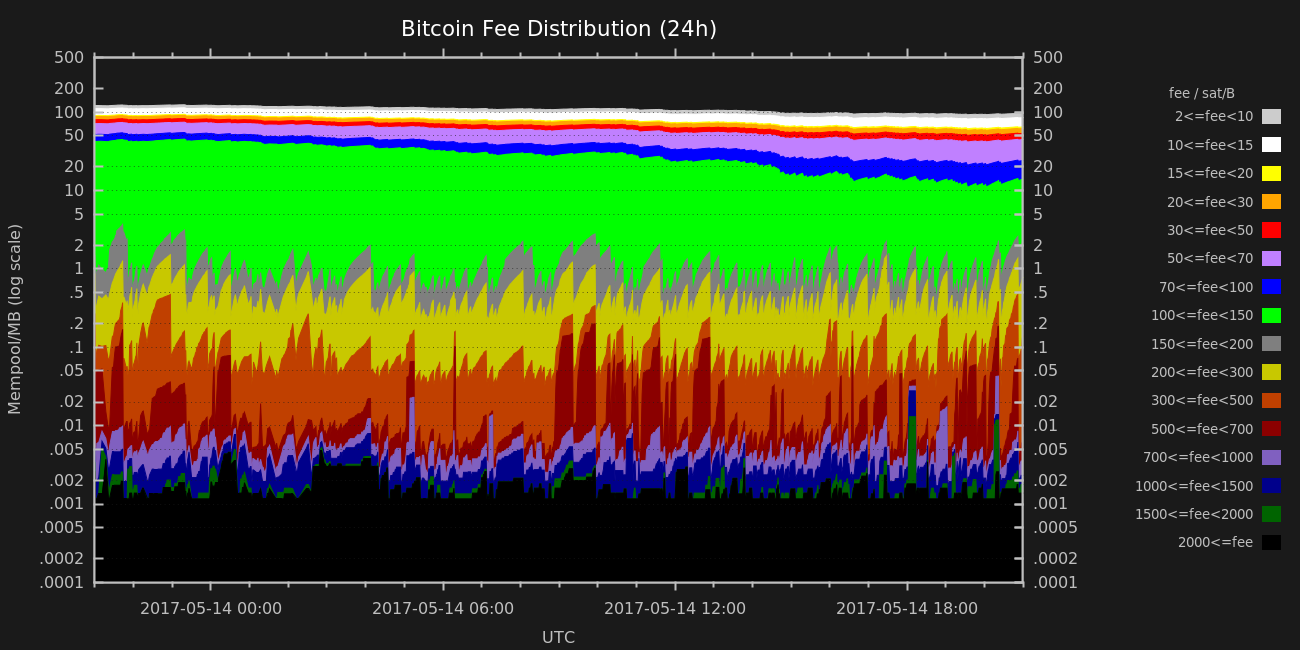 Bitcoin Fee Distribution (24h)
500
200
100
50
20
10
5
2
1
.5
.2
.1
.05
.02
.01
.005
.002
.001
.0005
.0002
.0001
Mempool/MB (log scale)
500
200
100
50
20
10
5
2
1
.5
.2
.1
.05
.02
.01
.005
.002
.001
.0005
.0002
.0001
2017-05-14 00:00
2017-05-14 06:00
2017-05-14 12:00
2017-05-14 18:00
UTC
fee / sat/B
2<=fee<10
10<=fee<15
15<=fee<20
20<=fee<30
30<=fee<50
50<=fee<70
70<=fee<100
100<=fee<150
150<=fee<200
200<=fee<300
300<=fee<500
500<=fee<700
700<=fee<1000
1000<=fee<1500
1500<=fee<2000
2000<=fee